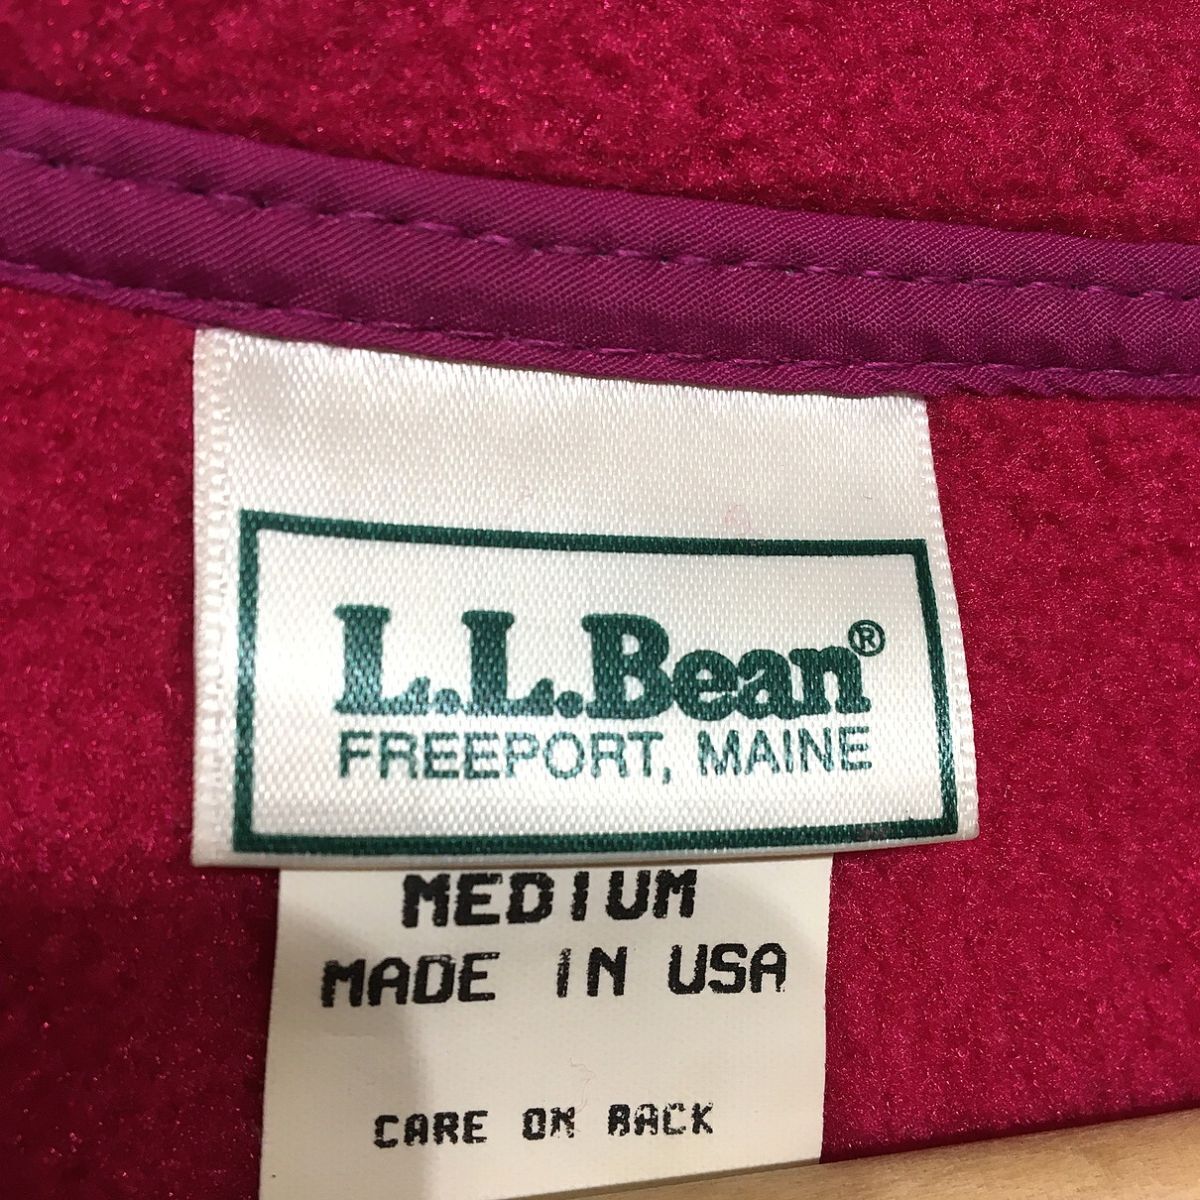 L.L.Bean®
FREEPORT, MAINE
MEDIUM
MADE IN USA
CARE ON BACK